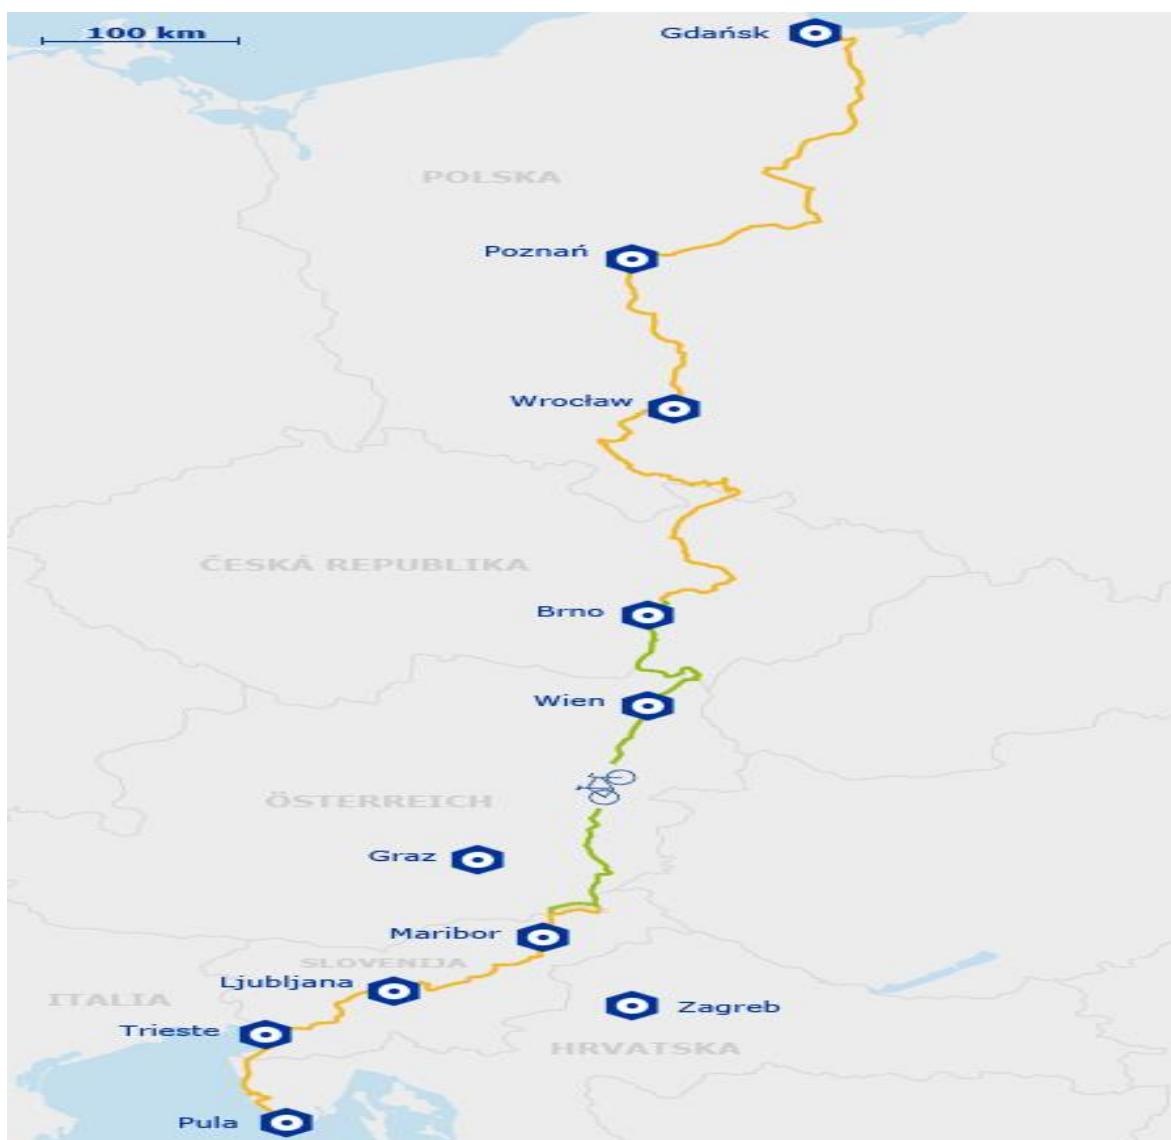 100 km
Gdańsk
POLSKA
Poznań
Wrocław
ČESKÁ REPUBLIKA
Brno
Wien
ÖSTERREICH
Graz
Maribor
SLOVENIJA
Ljubljana
ITALIA
Zagreb
Trieste
HRVATSKA
Pula